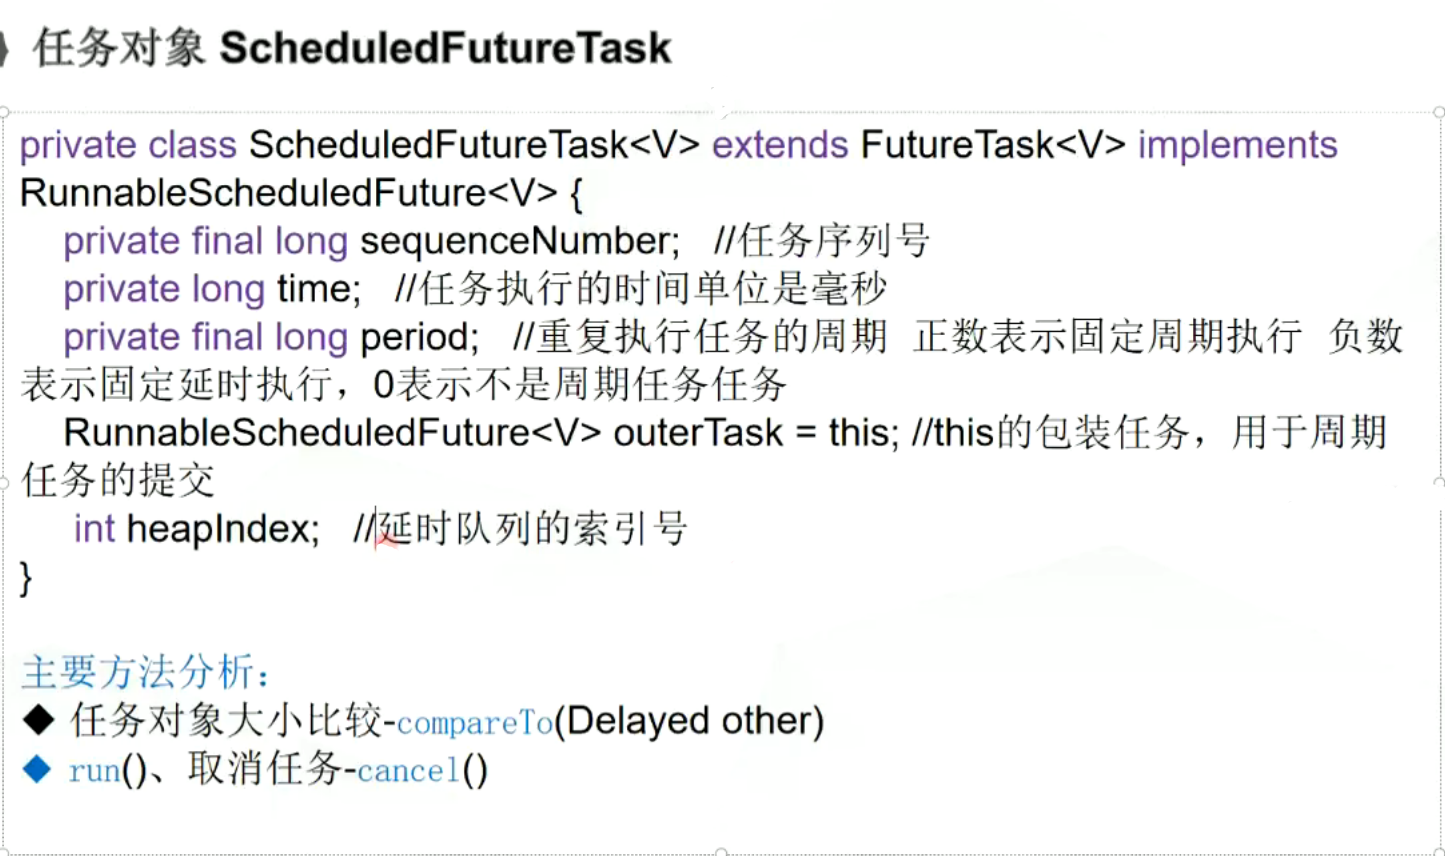 任务对象 ScheduledFutureTask
private class ScheduledFutureTask<V> extends FutureTask<V> implements
RunnableScheduledFuture<V> {
private final long sequenceNumber; //任务序列号
private long time; //任务执行的时间单位是毫秒
private final long period; //重复执行任务的周期 正数表示固定周期执行 负数
表示固定延时执行，0表示不是周期任务任务
RunnableScheduledFuture<V> outerTask = this; //this的包装任务，用于周期
任务的提交
int heapIndex; //延时队列的索引号
}
主要方法分析：
◆ 任务对象大小比较-compareTo(Delayed other)
◆ run()、取消任务-cancel()